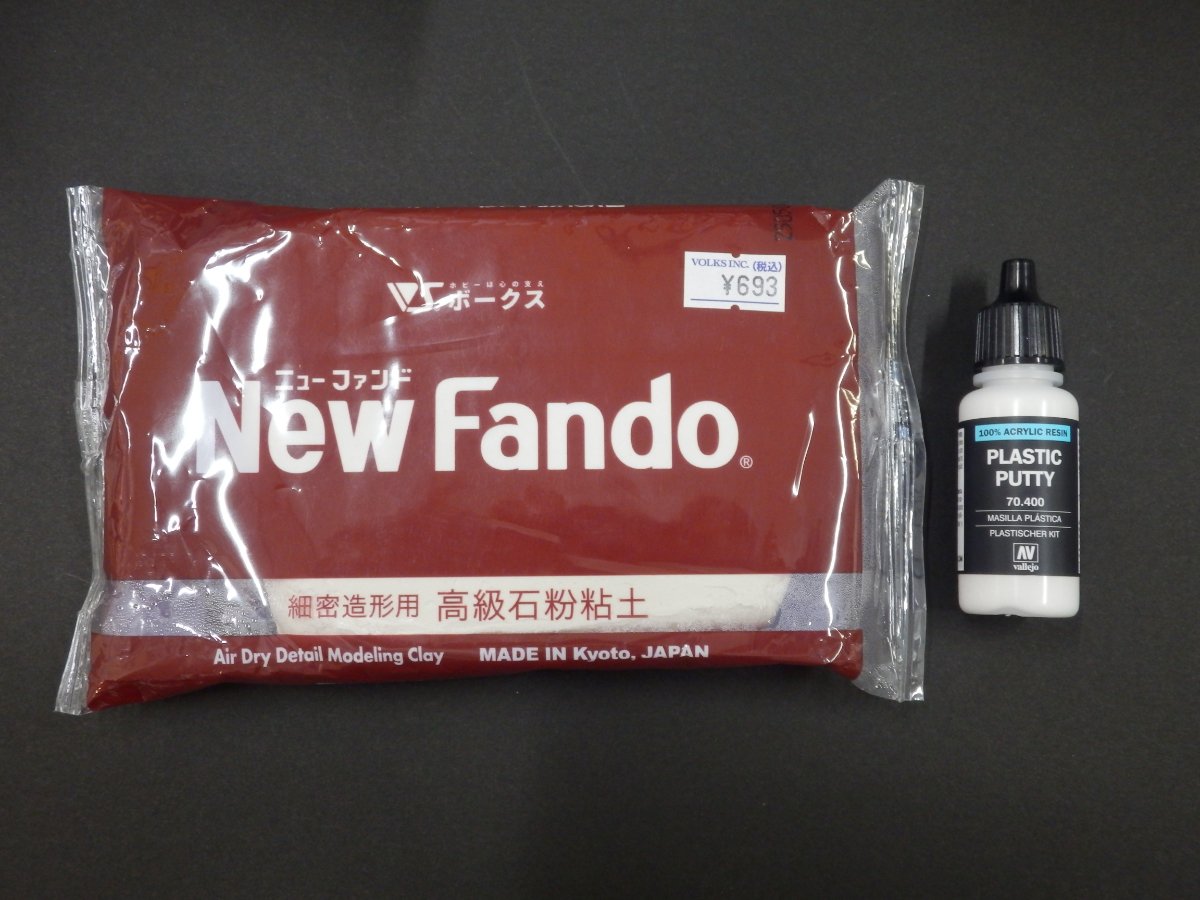 VOLKS INC. (税込)
¥693
VS
ホビーは心の支え
ボークス
ニューファンド
New Fando®
細密造形用 高級石粉粘土
Air Dry Detail Modeling Clay MADE IN Kyoto, JAPAN
100% ACRYLIC RESIN
PLASTIC
PUTTY
70.400
MASILLA PLÁSTICA
PLASTISCHER KIT
AV
vallejo